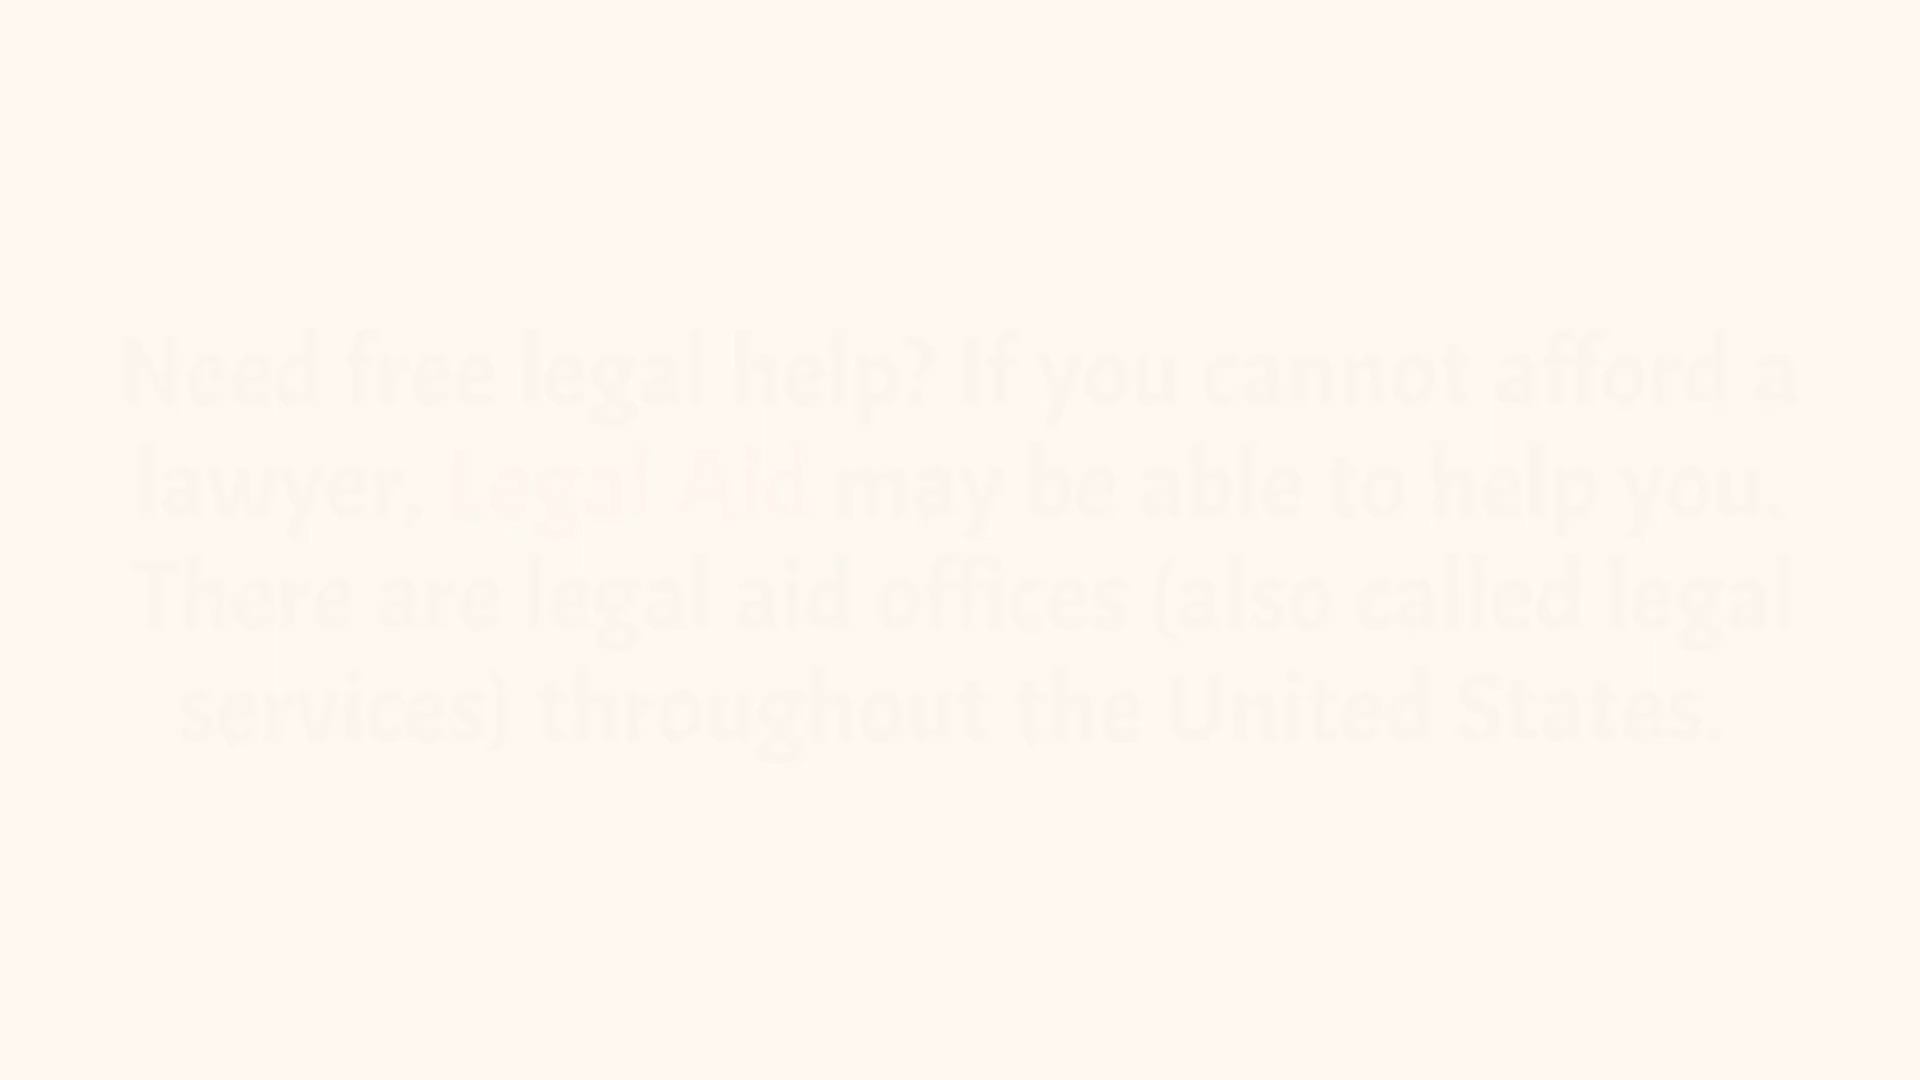 Need free legal help? If you cannot afford a
lawyer, Legal Aid may be able to help you.
There are legal aid offices (also called legal
services) throughout the United States.